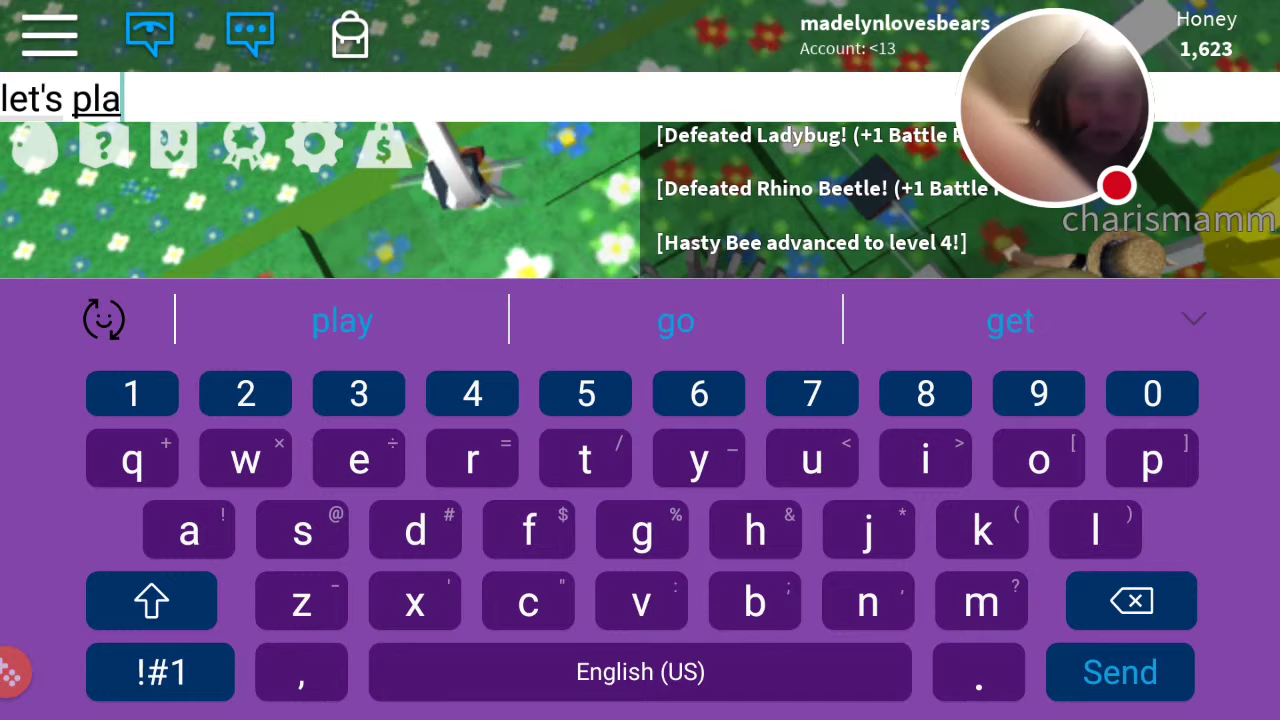 madelynlovesbears
Account: <13
Honey
1,623
let's pla
[Defeated Ladybug! (+1 Battle
[Defeated Rhino Beetle! (+1 Battle
[Hasty Bee advanced to level 4!]
charismamm
play go get
1 2 3 4 5 6 7 8 9 0
q + w × e ÷ r = t / y _ u < i > o [ p ]
a ! s @ d # f $ g % h & j * k ( l )
z - x ' c " v : b ; n , m ?
!#1 , English (US) . Send